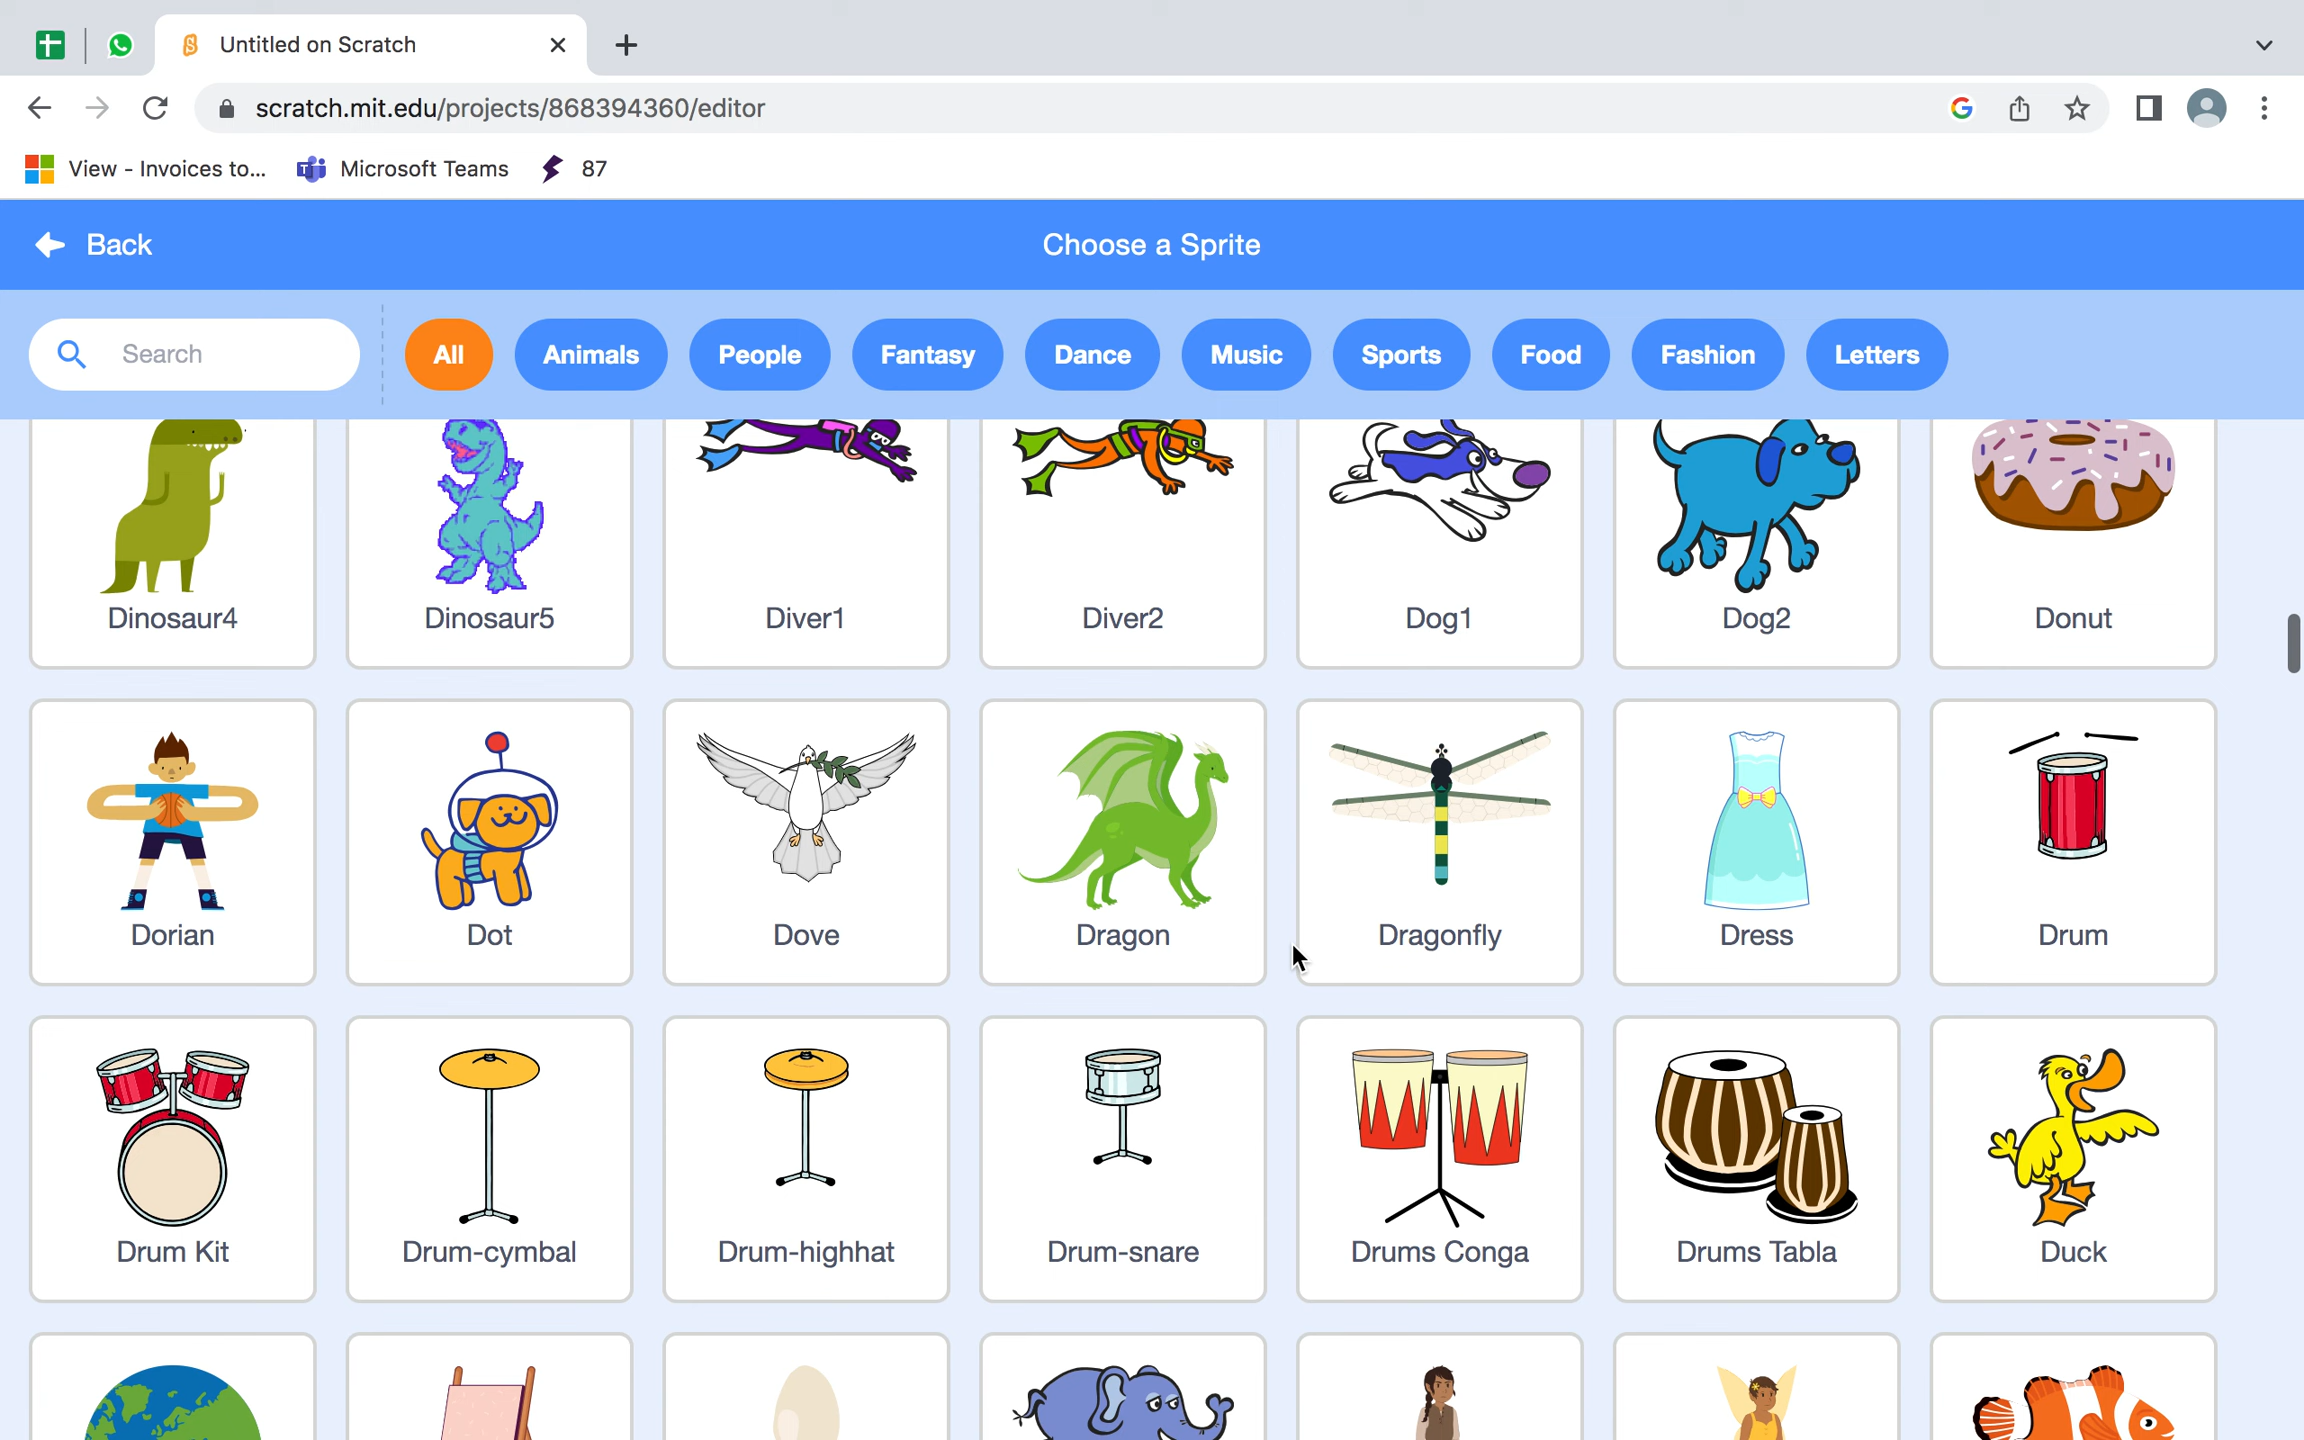 Untitled on Scratch
scratch.mit.edu/projects/868394360/editor
View - Invoices to...
Microsoft Teams
87
Back
Choose a Sprite
Search
All
Animals
People
Fantasy
Dance
Music
Sports
Food
Fashion
Letters
Dinosaur4
Dinosaur5
Diver1
Diver2
Dog1
Dog2
Donut
Dorian
Dot
Dove
Dragon
Dragonfly
Dress
Drum
Drum Kit
Drum-cymbal
Drum-highhat
Drum-snare
Drums Conga
Drums Tabla
Duck